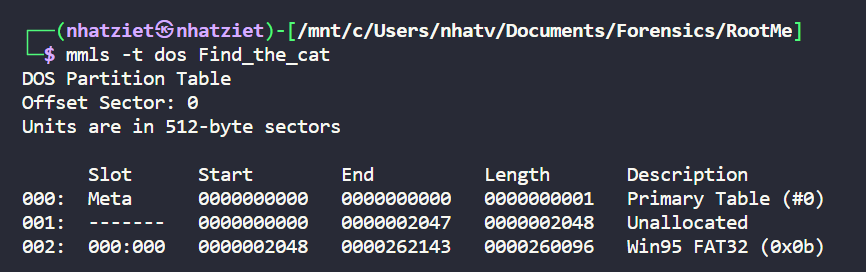 ┌──(nhatziet㉿nhatziet)-[/mnt/c/Users/nhatv/Documents/Forensics/RootMe]
└─$ mmls -t dos Find_the_cat
DOS Partition Table
Offset Sector: 0
Units are in 512-byte sectors

      Slot      Start        End          Length       Description
000:  Meta      0000000000   0000000000   0000000001   Primary Table (#0)
001:  -------   0000000000   0000002047   0000002048   Unallocated
002:  000:000   0000002048   0000262143   0000260096   Win95 FAT32 (0x0b)